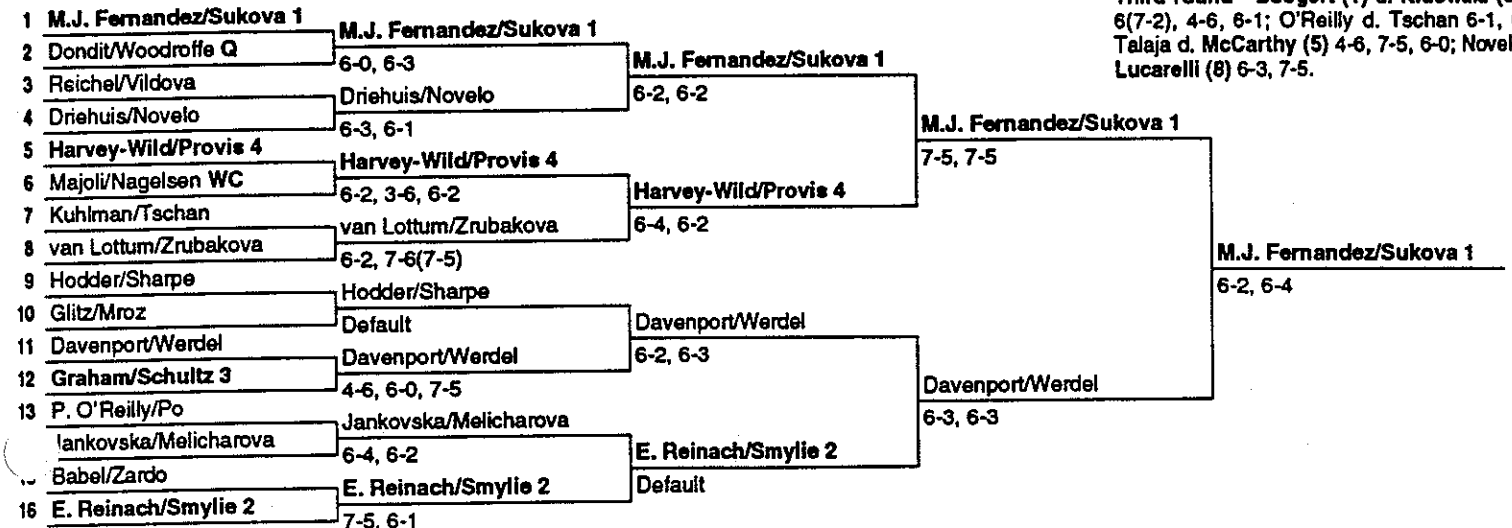 1 M.J. Fernandez/Sukova 1
2 Dondit/Woodroffe Q
3 Reichel/Vildova
4 Driehuis/Novelo
5 Harvey-Wild/Provis 4
6 Majoli/Nagelsen WC
7 Kuhlman/Tschan
8 van Lottum/Zrubakova
9 Hodder/Sharpe
10 Glitz/Mroz
11 Davenport/Werdel
12 Graham/Schultz 3
13 P. O'Reilly/Po
Jankovska/Melicharova
Babel/Zardo
16 E. Reinach/Smylie 2
M.J. Fernandez/Sukova 1
6-0, 6-3
Driehuis/Novelo
6-3, 6-1
Harvey-Wild/Provis 4
6-2, 3-6, 6-2
van Lottum/Zrubakova
6-2, 7-6(7-5)
Hodder/Sharpe
Default
Davenport/Werdel
4-6, 6-0, 7-5
Jankovska/Melicharova
6-4, 6-2
E. Reinach/Smylie 2
7-5, 6-1
M.J. Fernandez/Sukova 1
6-2, 6-2
Harvey-Wild/Provis 4
6-4, 6-2
Davenport/Werdel
6-2, 6-3
E. Reinach/Smylie 2
Default
M.J. Fernandez/Sukova 1
7-5, 7-5
Davenport/Werdel
6-3, 6-3
M.J. Fernandez/Sukova 1
6-2, 6-4
6(7-2), 4-6, 6-1; O'Reilly d. Tschan 6-1,
Talaja d. McCarthy (5) 4-6, 7-5, 6-0; Novel
Lucarelli (8) 6-3, 7-5.